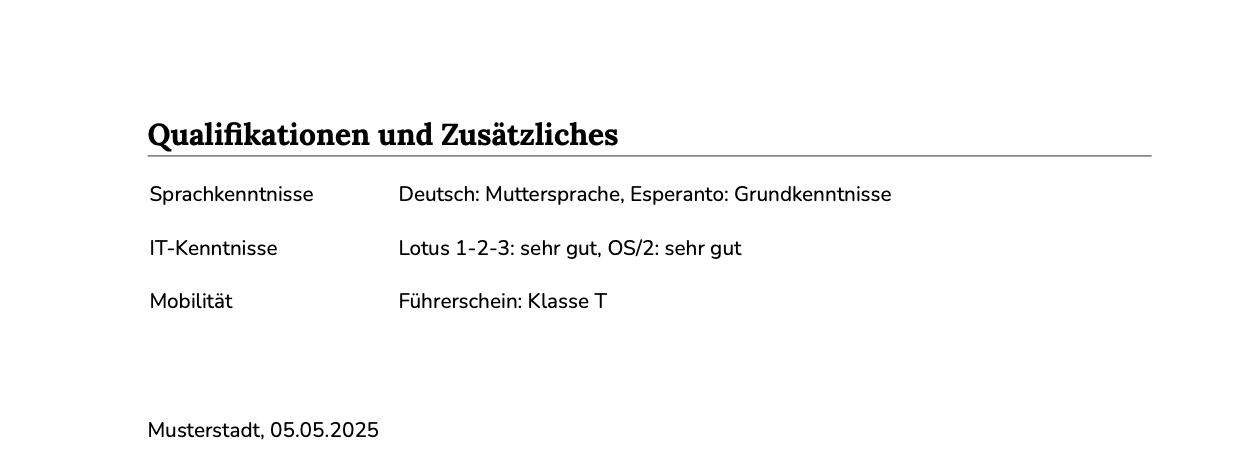 Qualifikationen und Zusätzliches
Sprachkenntnisse Deutsch: Muttersprache, Esperanto: Grundkenntnisse
IT-Kenntnisse Lotus 1-2-3: sehr gut, OS/2: sehr gut
Mobilität Führerschein: Klasse T
Musterstadt, 05.05.2025